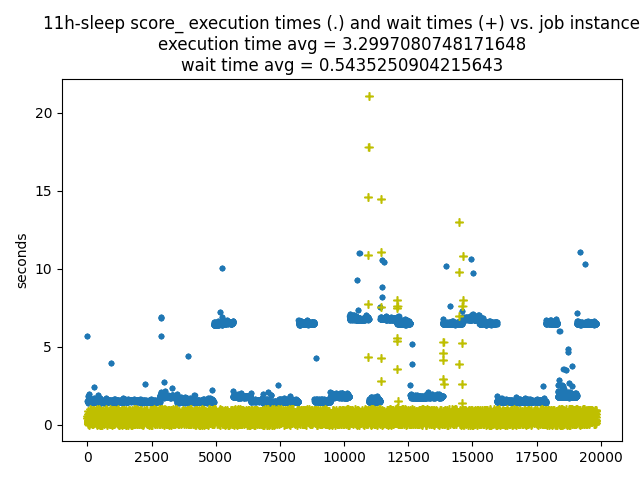 11h-sleep score_ execution times (.) and wait times (+) vs. job instance
execution time avg = 3.2997080748171648
wait time avg = 0.5435250904215643
20
15
10
5
0
seconds
0 2500 5000 7500 10000 12500 15000 17500 20000